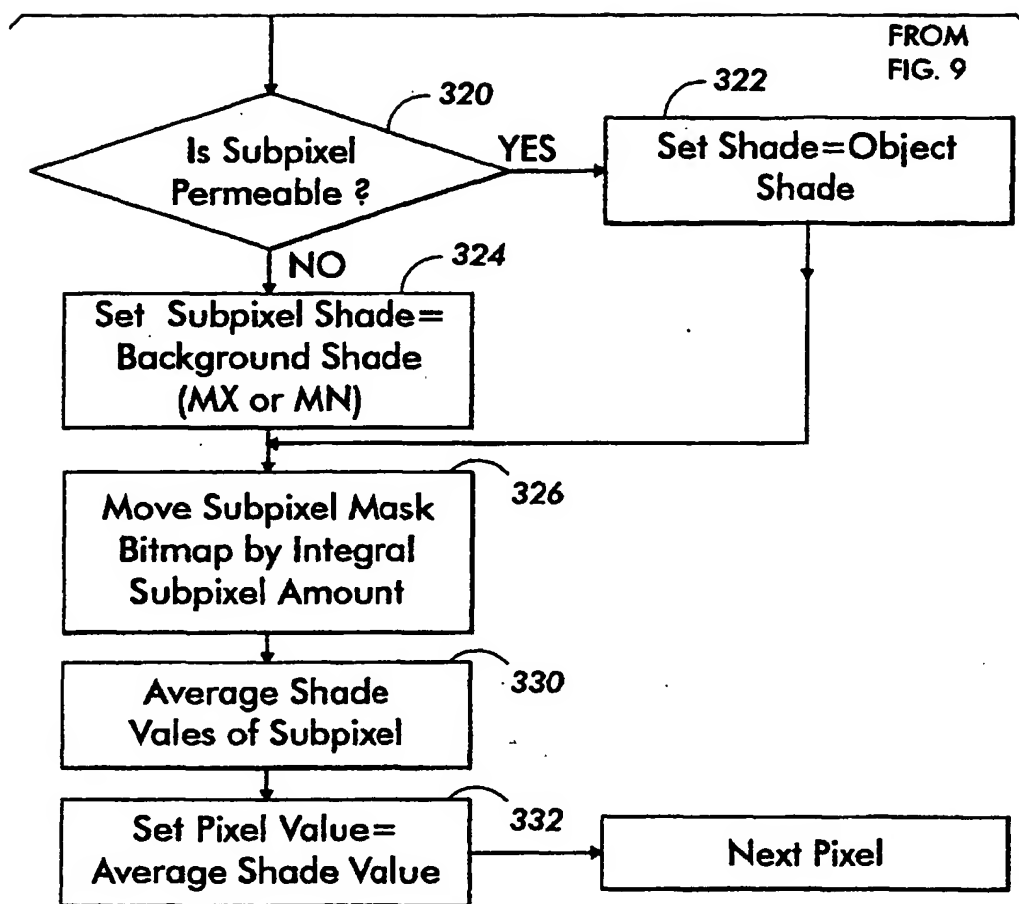 FROM
FIG. 9
320
Is Subpixel
Permeable ?
YES
322
Set Shade=Object
Shade
NO
324
Set Subpixel Shade=
Background Shade
(MX or MN)
326
Move Subpixel Mask
Bitmap by Integral
Subpixel Amount
330
Average Shade
Vales of Subpixel
332
Set Pixel Value=
Average Shade Value
Next Pixel